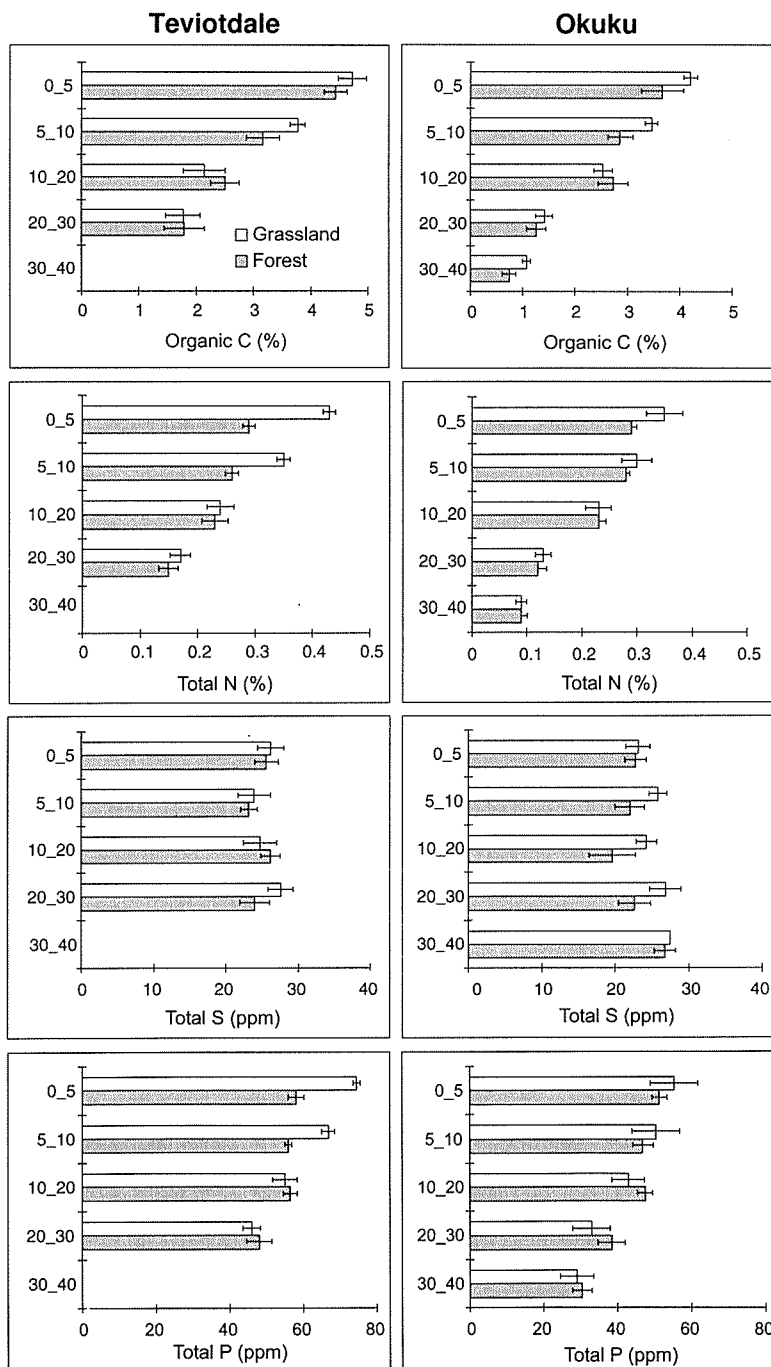 Teviotdale
Okuku
0_5
5_10
10_20
20_30
30_40
Grassland
Forest
0 1 2 3 4 5
Organic C (%)
0_5
5_10
10_20
20_30
30_40
0 1 2 3 4 5
Organic C (%)
0_5
5_10
10_20
20_30
30_40
0 0.1 0.2 0.3 0.4 0.5
Total N (%)
0_5
5_10
10_20
20_30
30_40
0 0.1 0.2 0.3 0.4 0.5
Total N (%)
0_5
5_10
10_20
20_30
30_40
0 10 20 30 40
Total S (ppm)
0_5
5_10
10_20
20_30
30_40
0 10 20 30 40
Total S (ppm)
0_5
5_10
10_20
20_30
30_40
0 20 40 60 80
Total P (ppm)
0_5
5_10
10_20
20_30
30_40
0 20 40 60 80
Total P (ppm)